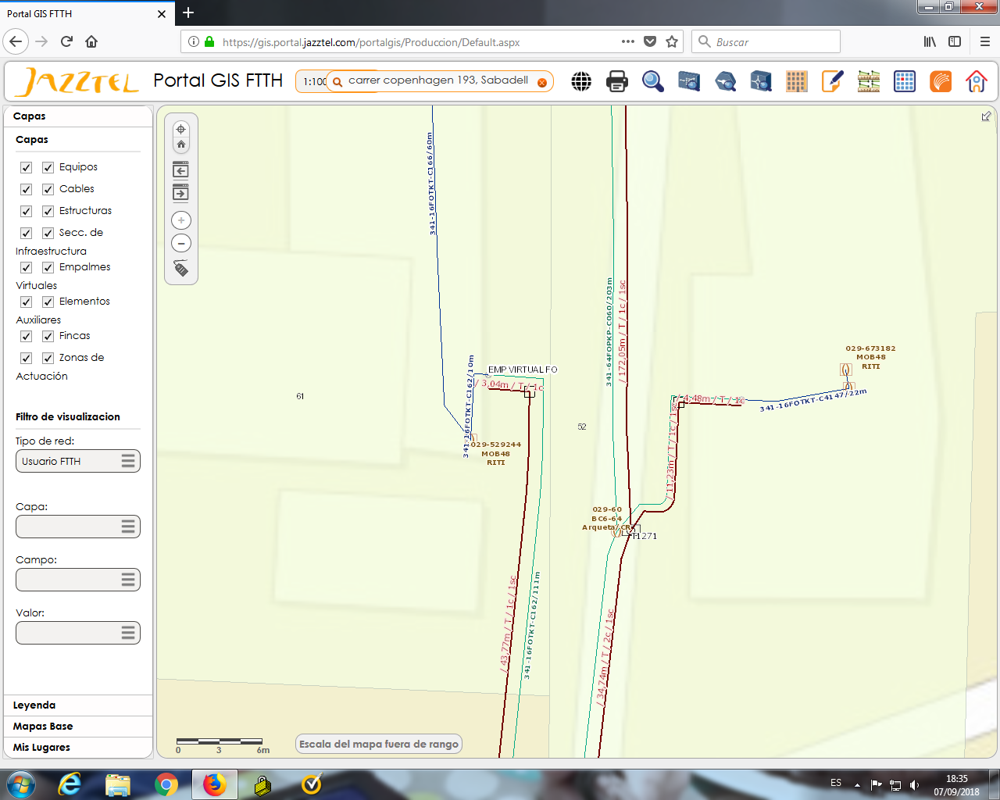 Portal GIS FTTH
https://gis.portal.jazztel.com/portalgis/Produccion/Default.aspx
Buscar
JAZZTEL
Portal GIS FTTH
1:100
carrer copenhagen 193, Sabadell
Capas
Capas
Equipos
Cables
Estructuras
Secc. de
Infraestructura
Empalmes
Virtuales
Elementos
Auxiliares
Fincas
Zonas de
Actuación
Filtro de visualizacion
Tipo de red:
Usuario FTTH
Capa:
Campo:
Valor:
Leyenda
Mapas Base
Mis Lugares
341-16FOTKT-C166/60m
341-16FOTKT-C162/10m
EMP VIRTUAL FO
/ 3,04m / T / 1c
61
029-529244
MOB48
RITI
52
341-64FOPKP-C060/203m
/ 172,05m / T / 1c / 1sc
029-673182
MOB48
RITI
/ 4,48m / T / 1c
341-16FOTKT-C4147/22m
/ 11,23m / T / 1c / 1sc
029-60
BC6-64
Arqueta/CR
T1271
/ 43,77m / T / 1c / 1sc
341-16FOTKT-C162/111m
/ 34,74m / T / 2c / 1sc
0 3 6m
Escala del mapa fuera de rango
ES
18:35
07/09/2018